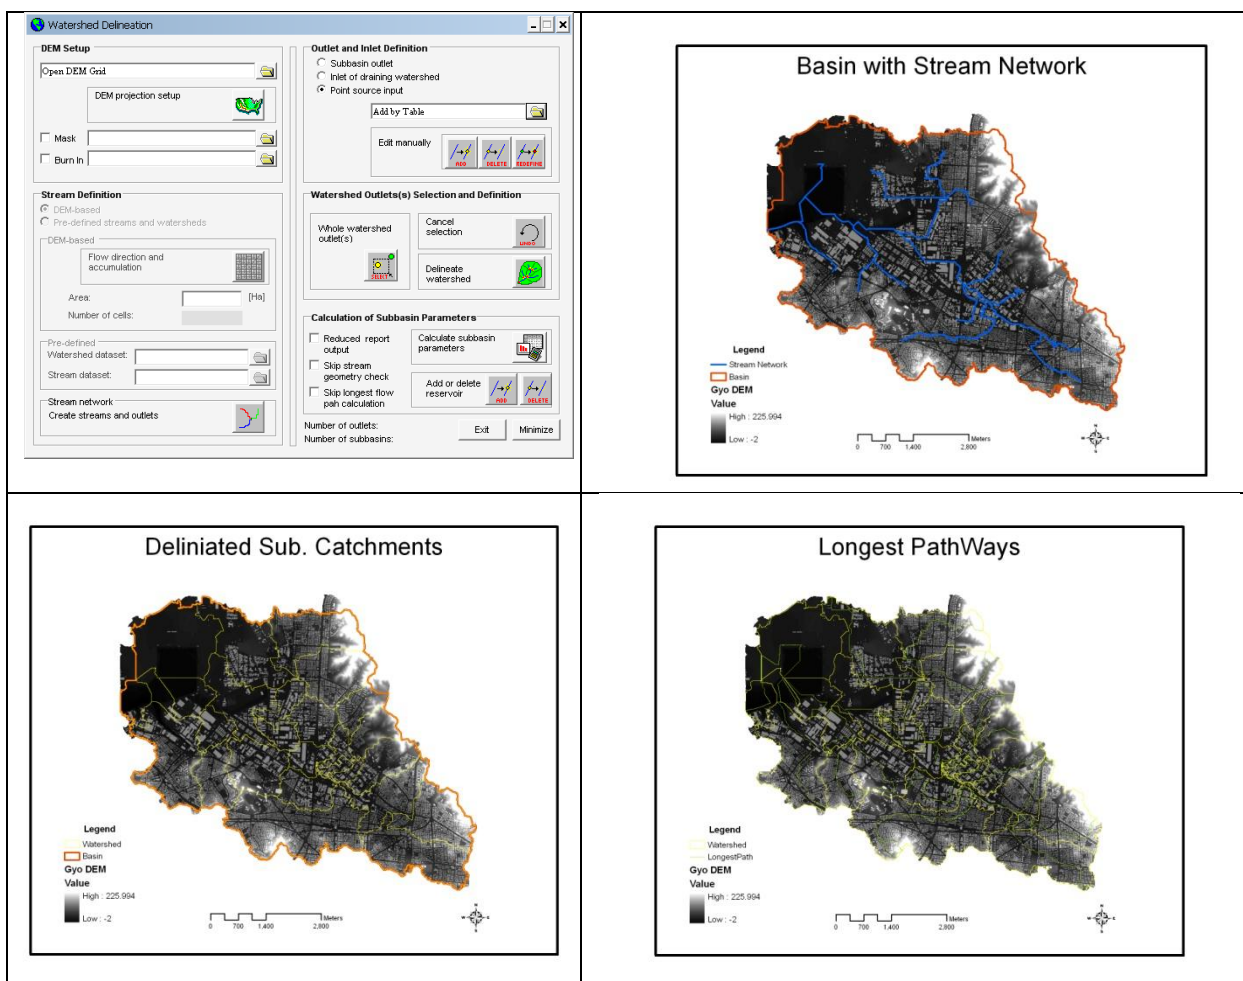 Watershed Delineation
DEM Setup
Open DEM Grid
DEM projection setup
Mask
Burn In
Stream Definition
DEM-based
Pre-defined streams and watersheds
DEM-based
Flow direction and
accumulation
Area:
[Ha]
Number of cells:
Pre-defined
Watershed dataset:
Stream dataset:
Stream network
Create streams and outlets
Outlet and Inlet Definition
Subbasin outlet
Inlet of draining watershed
Point source input
Add by Table
Edit manually
ADD
DELETE
REDEFINE
Watershed Outlets(s) Selection and Definition
Whole watershed
outlet(s)
SELECT
Cancel
selection
UNDO
Delineate
watershed
Calculation of Subbasin Parameters
Reduced report
output
Skip stream
geometry check
Skip longest flow
pah calculation
Calculate subbasin
parameters
Add or delete
reservoir
ADD
DELETE
Number of outlets:
Number of subbasins:
Exit
Minimize
Basin with Stream Network
Legend
Stream Network
Basin
Gyo DEM
Value
High : 225.994
Low : -2
0 700 1,400 2,800
Meters
N
W E
S
Deliniated Sub. Catchments
Legend
Watershed
Basin
Gyo DEM
Value
High : 225.994
Low : -2
0 700 1,400 2,800
Meters
N
W E
S
Longest PathWays
Legend
Watershed
LongestPath
Gyo DEM
Value
High : 225.994
Low : -2
0 700 1,400 2,800
Meters
N
W E
S